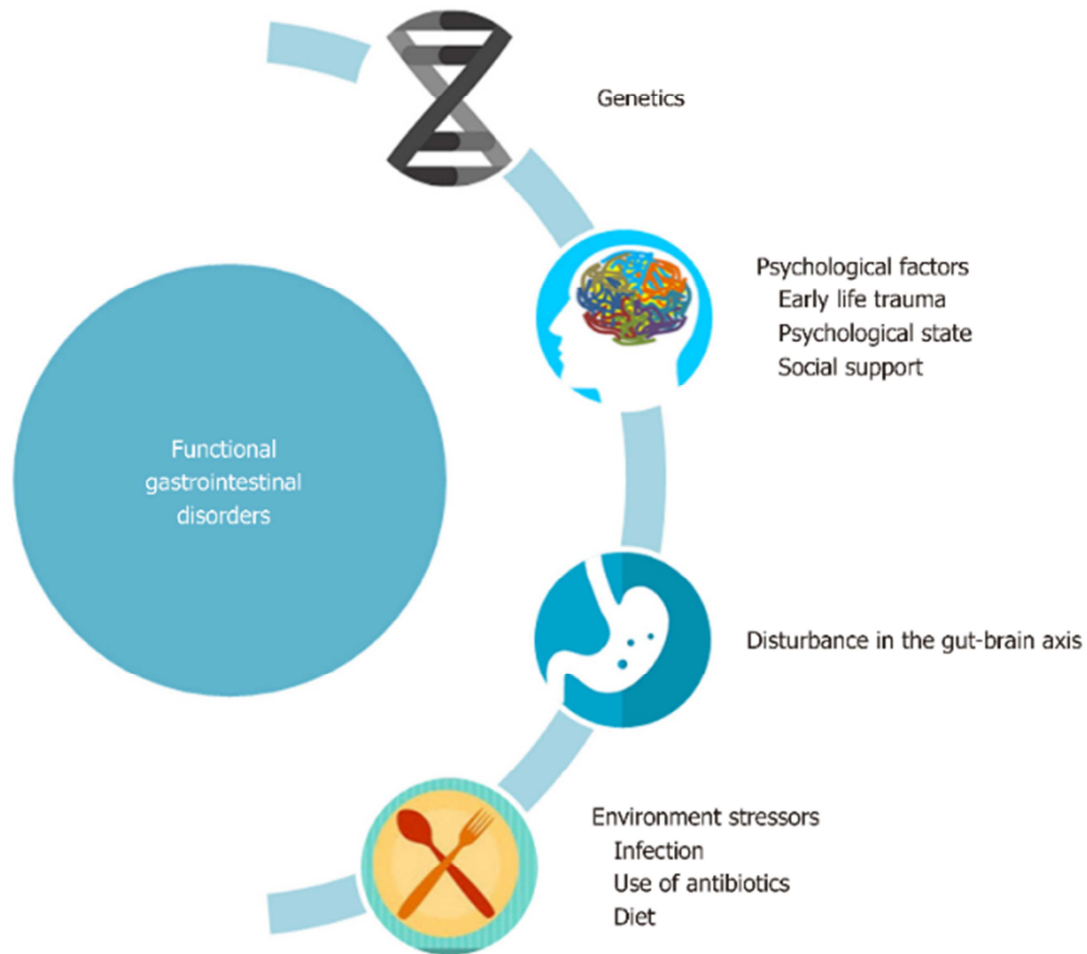 Genetics
Psychological factors
Early life trauma
Psychological state
Social support
Functional
gastrointestinal
disorders
Disturbance in the gut-brain axis
Environment stressors
Infection
Use of antibiotics
Diet